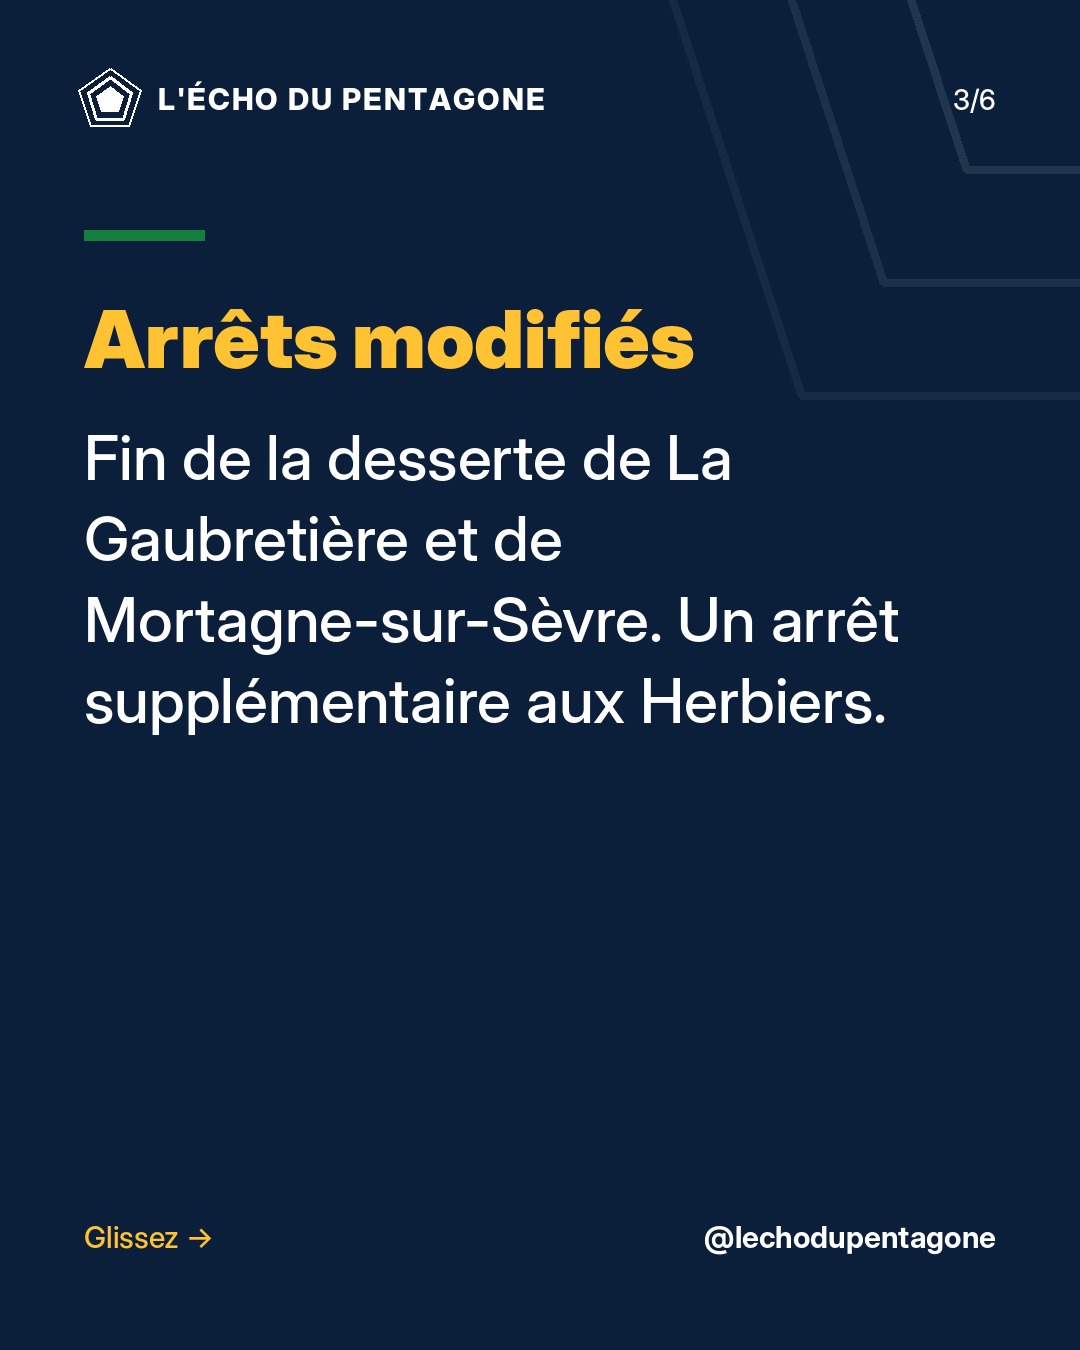 L'ÉCHO DU PENTAGONE
3/6
Arrêts modifiés
Fin de la desserte de La
Gaubretière et de
Mortagne-sur-Sèvre. Un arrêt
supplémentaire aux Herbiers.
Glissez →
@lechodupentagone